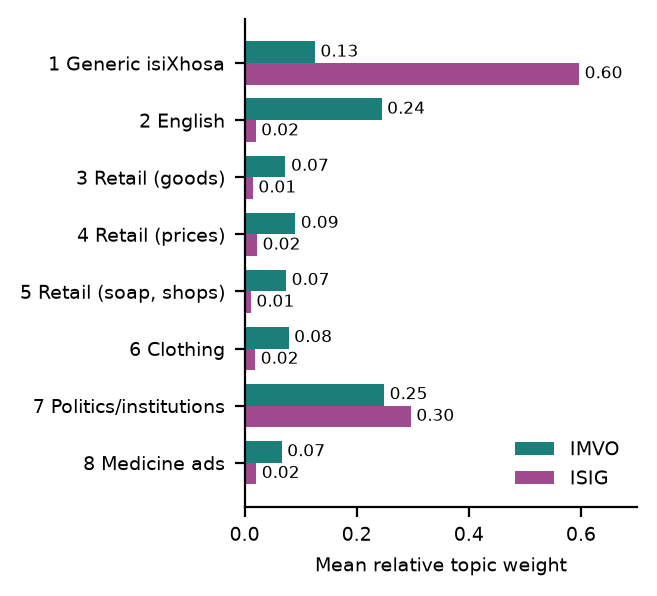 1 Generic isiXhosa
0.13
0.60
2 English
0.24
0.02
3 Retail (goods)
0.07
0.01
4 Retail (prices)
0.09
0.02
5 Retail (soap, shops)
0.07
0.01
6 Clothing
0.08
0.02
7 Politics/institutions
0.25
0.30
8 Medicine ads
0.07
0.02
IMVO
ISIG
0.0 0.2 0.4 0.6
Mean relative topic weight